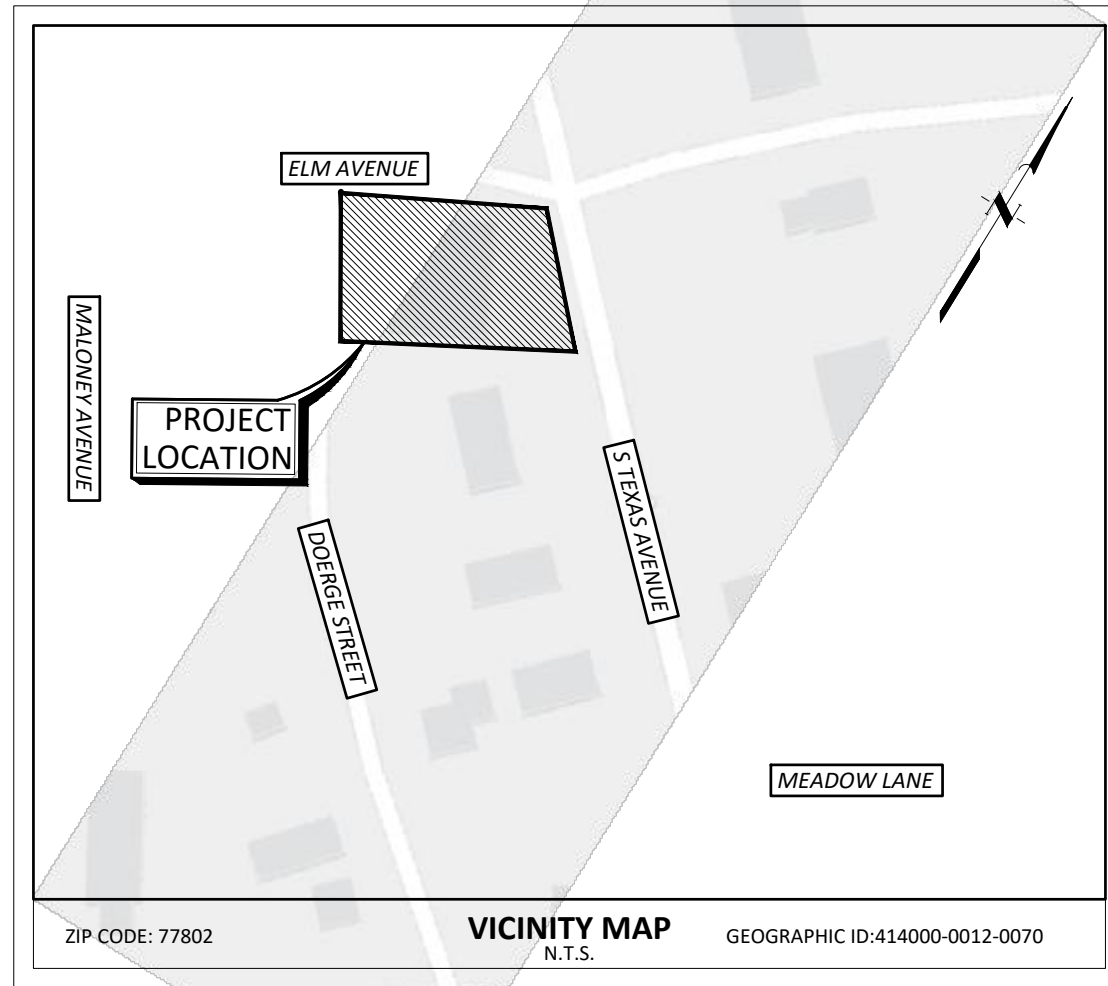 ELM AVENUE
MALONEY AVENUE
PROJECT
LOCATION
S TEXAS AVENUE
DOERGE STREET
MEADOW LANE
ZIP CODE: 77802
VICINITY MAP
N.T.S.
GEOGRAPHIC ID:414000-0012-0070